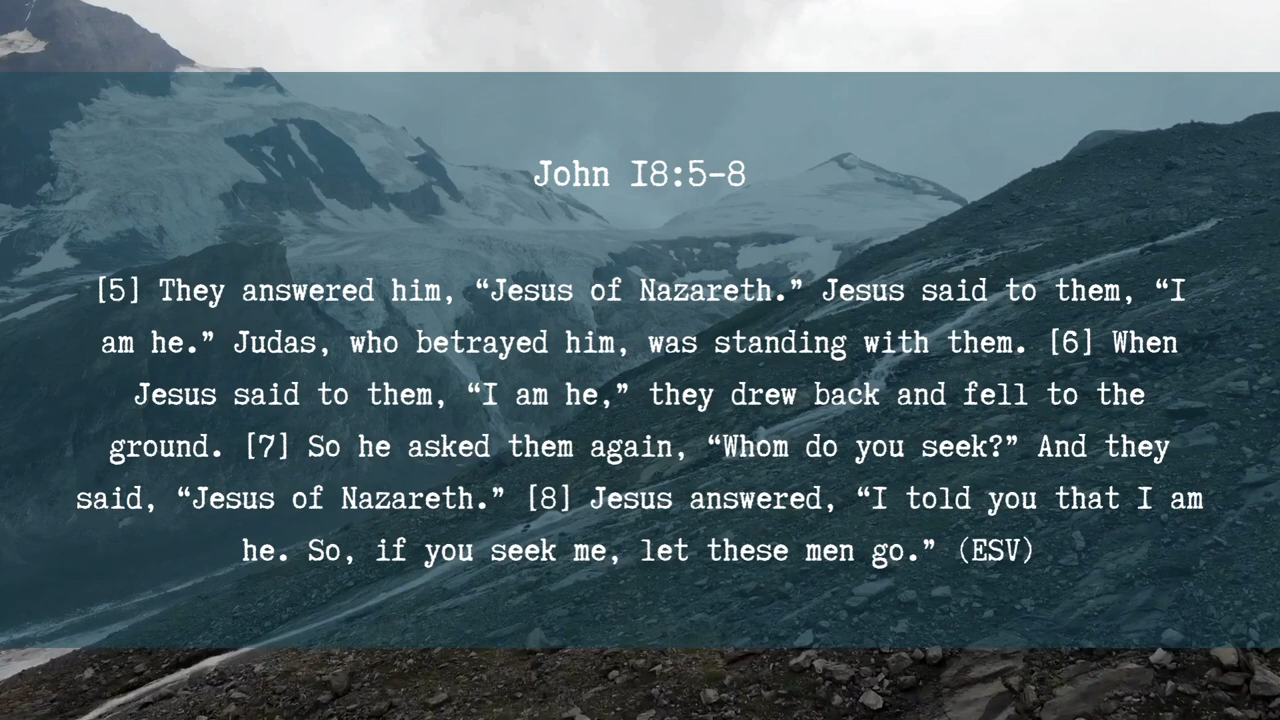 John 18:5-8
[5] They answered him, “Jesus of Nazareth.” Jesus said to them, “I
am he.” Judas, who betrayed him, was standing with them. [6] When
Jesus said to them, “I am he,” they drew back and fell to the
ground. [7] So he asked them again, “Whom do you seek?” And they
said, “Jesus of Nazareth.” [8] Jesus answered, “I told you that I am
he. So, if you seek me, let these men go.” (ESV)